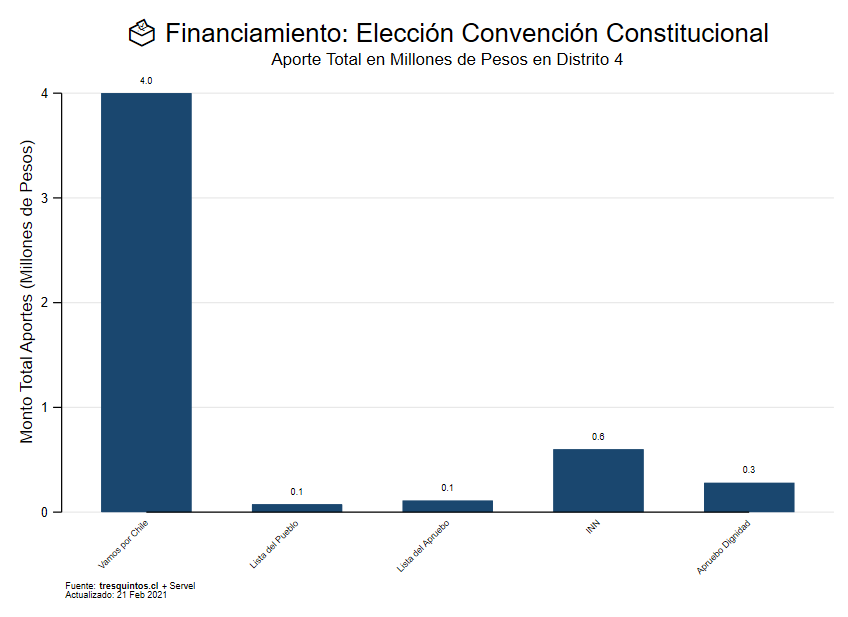 Financiamiento: Elección Convención Constitucional
Aporte Total en Millones de Pesos en Distrito 4
Monto Total Aportes (Millones de Pesos)
4
3
2
1
0
4.0
0.1
0.1
0.6
0.3
Vamos por Chile
Lista del Pueblo
Lista del Apruebo
INN
Apruebo Dignidad
Fuente: tresquintos.cl + Servel
Actualizado: 21 Feb 2021